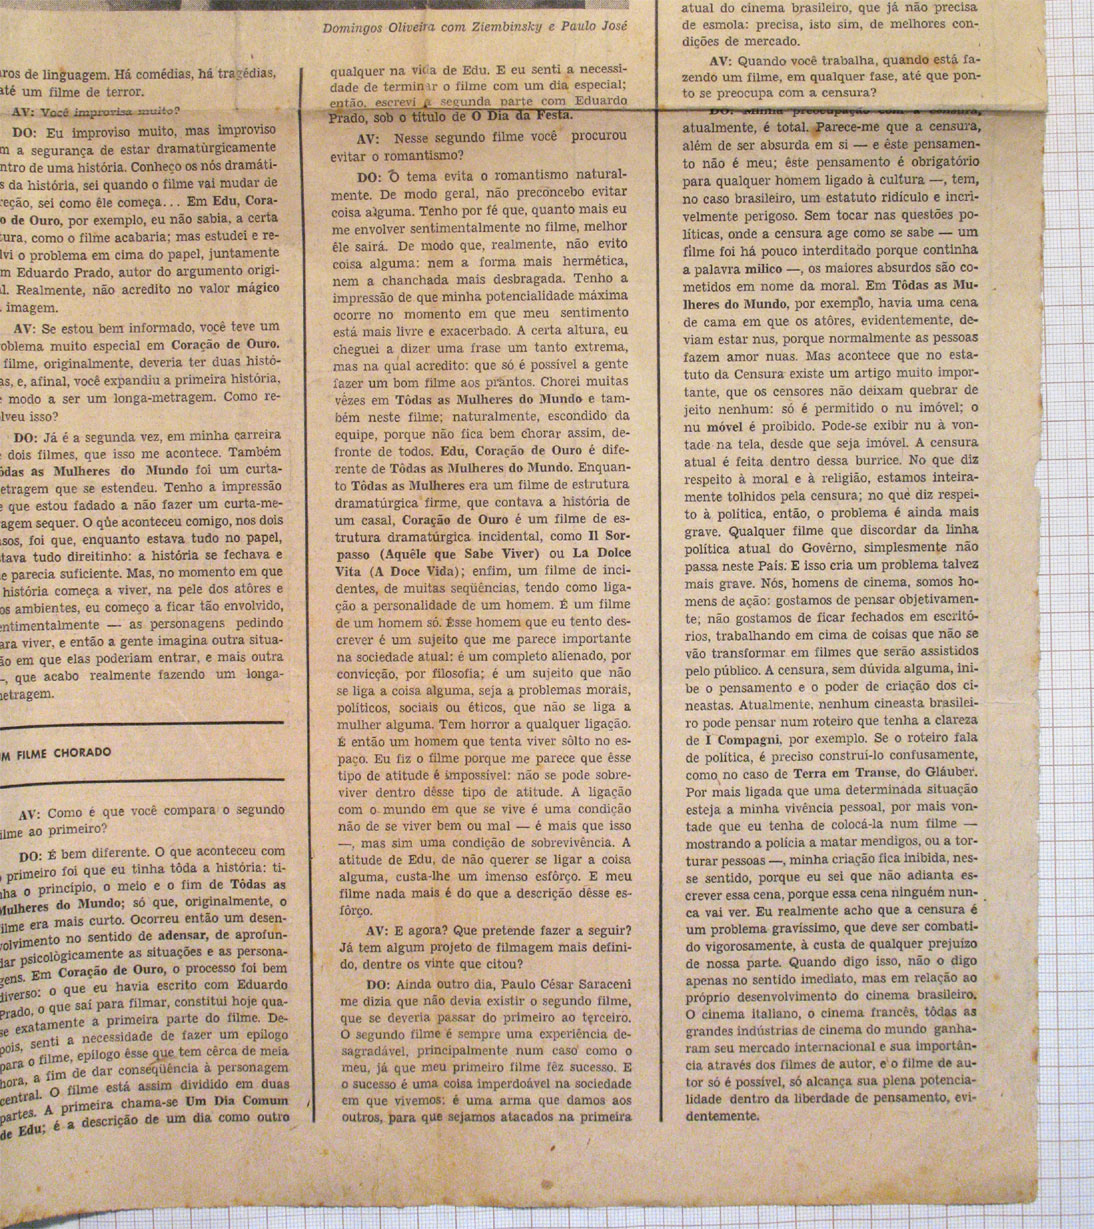 Domingos Oliveira com Ziembinsky e Paulo José
ros de linguagem. Há comédias, há tragédias,
até um filme de terror.
AV: Você improvisa muito?
DO: Eu improviso muito, mas improviso
m a segurança de estar dramatùrgicamente
ntro de uma história. Conheço os nós dramáti-
s da história, sei quando o filme vai mudar de
reção, sei como êle começa... Em Edu, Cora-
o de Ouro, por exemplo, eu não sabia, a certa
tura, como o filme acabaria; mas estudei e re-
lvi o problema em cima do papel, juntamente
m Eduardo Prado, autor do argumento origi-
l. Realmente, não acredito no valor mágico
imagem.
AV: Se estou bem informado, você teve um
oblema muito especial em Coração de Ouro.
filme, originalmente, deveria ter duas histó-
as, e, afinal, você expandiu a primeira história,
e modo a ser um longa-metragem. Como re-
olveu isso?
DO: Já é a segunda vez, em minha carreira
e dois filmes, que isso me acontece. Também
ôdas as Mulheres do Mundo foi um curta-
etragem que se estendeu. Tenho a impressão
e que estou fadado a não fazer um curta-me-
ragem sequer. O que aconteceu comigo, nos dois
asos, foi que, enquanto estava tudo no papel,
stava tudo direitinho: a história se fechava e
e parecia suficiente. Mas, no momento em que
história começa a viver, na pele dos atôres e
os ambientes, eu começo a ficar tão envolvido,
entimentalmente — as personagens pedindo
ara viver, e então a gente imagina outra situa-
ão em que elas poderiam entrar, e mais outra
—, que acabo realmente fazendo um longa-
metragem.
UM FILME CHORADO
AV: Como é que você compara o segundo
filme ao primeiro?
DO: É bem diferente. O que aconteceu com
o primeiro foi que eu tinha tôda a história: ti-
nha o princípio, o meio e o fim de Tôdas as
Mulheres do Mundo; só que, originalmente, o
filme era mais curto. Ocorreu então um desen-
volvimento no sentido de adensar, de aprofun-
dar psicològicamente as situações e as persona-
gens. Em Coração de Ouro, o processo foi bem
diverso: o que eu havia escrito com Eduardo
Prado, o que saí para filmar, constitui hoje qua-
se exatamente a primeira parte do filme. De-
pois, senti a necessidade de fazer um epílogo
para o filme, epílogo êsse que tem cêrca de meia
hora, a fim de dar conseqüência à personagem
central. O filme está assim dividido em duas
partes. A primeira chama-se Um Dia Comum
de Edu; é a descrição de um dia como outro
qualquer na vida de Edu. E eu senti a necessi-
dade de terminar o filme com um dia especial;
então, escrevi a segunda parte com Eduardo
Prado, sob o título de O Dia da Festa.
AV: Nesse segundo filme você procurou
evitar o romantismo?
DO: O tema evita o romantismo natural-
mente. De modo geral, não preconcebo evitar
coisa alguma. Tenho por fé que, quanto mais eu
me envolver sentimentalmente no filme, melhor
êle sairá. De modo que, realmente, não evito
coisa alguma: nem a forma mais hermética,
nem a chanchada mais desbragada. Tenho a
impressão de que minha potencialidade máxima
ocorre no momento em que meu sentimento
está mais livre e exacerbado. A certa altura, eu
cheguei a dizer uma frase um tanto extrema,
mas na qual acredito: que só é possível a gente
fazer um bom filme aos prantos. Chorei muitas
vêzes em Tôdas as Mulheres do Mundo e tam-
bém neste filme; naturalmente, escondido da
equipe, porque não fica bem chorar assim, de-
fronte de todos. Edu, Coração de Ouro é dife-
rente de Tôdas as Mulheres do Mundo. Enquan-
to Tôdas as Mulheres era um filme de estrutura
dramatúrgica firme, que contava a história de
um casal, Coração de Ouro é um filme de es-
trutura dramatúrgica incidental, como Il Sor-
passo (Aquêle que Sabe Viver) ou La Dolce
Vita (A Doce Vida); enfim, um filme de inci-
dentes, de muitas seqüências, tendo como liga-
ção a personalidade de um homem. É um filme
de um homem só. Êsse homem que eu tento des-
crever é um sujeito que me parece importante
na sociedade atual: é um completo alienado, por
convicção, por filosofia; é um sujeito que não
se liga a coisa alguma, seja a problemas morais,
políticos, sociais ou éticos, que não se liga a
mulher alguma. Tem horror a qualquer ligação.
É então um homem que tenta viver sôlto no es-
paço. Eu fiz o filme porque me parece que êsse
tipo de atitude é impossível: não se pode sobre-
viver dentro dêsse tipo de atitude. A ligação
com o mundo em que se vive é uma condição
não de se viver bem ou mal — é mais que isso
—, mas sim uma condição de sobrevivência. A
atitude de Edu, de não querer se ligar a coisa
alguma, custa-lhe um imenso esfôrço. E meu
filme nada mais é do que a descrição dêsse es-
fôrço.
AV: E agora? Que pretende fazer a seguir?
Já tem algum projeto de filmagem mais defini-
do, dentre os vinte que citou?
DO: Ainda outro dia, Paulo César Saraceni
me dizia que não devia existir o segundo filme,
que se deveria passar do primeiro ao terceiro.
O segundo filme é sempre uma experiência de-
sagradável, principalmente num caso como o
meu, já que meu primeiro filme fêz sucesso. E
o sucesso é uma coisa imperdoável na sociedade
em que vivemos: é uma arma que damos aos
outros, para que sejamos atacados na primeira
atual do cinema brasileiro, que já não precisa
de esmola: precisa, isto sim, de melhores con-
dições de mercado.
AV: Quando você trabalha, quando está fa-
zendo um filme, em qualquer fase, até que pon-
to se preocupa com a censura?
DO: Minha preocupação com a censura,
atualmente, é total. Parece-me que a censura,
além de ser absurda em si — e êste pensamen-
to não é meu; êste pensamento é obrigatório
para qualquer homem ligado à cultura —, tem,
no caso brasileiro, um estatuto ridículo e incri-
velmente perigoso. Sem tocar nas questões po-
líticas, onde a censura age como se sabe — um
filme foi há pouco interditado porque continha
a palavra milico —, os maiores absurdos são co-
metidos em nome da moral. Em Tôdas as Mu-
lheres do Mundo, por exemplo, havia uma cena
de cama em que os atôres, evidentemente, de-
viam estar nus, porque normalmente as pessoas
fazem amor nuas. Mas acontece que no esta-
tuto da Censura existe um artigo muito impor-
tante, que os censores não deixam quebrar de
jeito nenhum: só é permitido o nu imóvel; o
nu móvel é proibido. Pode-se exibir nu à von-
tade na tela, desde que seja imóvel. A censura
atual é feita dentro dessa burrice. No que diz
respeito à moral e à religião, estamos inteira-
mente tolhidos pela censura; no que diz respei-
to à política, então, o problema é ainda mais
grave. Qualquer filme que discordar da linha
política atual do Govêrno, simplesmente não
passa neste País. E isso cria um problema talvez
mais grave. Nós, homens de cinema, somos ho-
mens de ação: gostamos de pensar objetivamen-
te; não gostamos de ficar fechados em escritó-
rios, trabalhando em cima de coisas que não se
vão transformar em filmes que serão assistidos
pelo público. A censura, sem dúvida alguma, ini-
be o pensamento e o poder de criação dos ci-
neastas. Atualmente, nenhum cineasta brasilei-
ro pode pensar num roteiro que tenha a clareza
de I Compagni, por exemplo. Se o roteiro fala
de política, é preciso construí-lo confusamente,
como no caso de Terra em Transe, do Gláuber.
Por mais ligada que uma determinada situação
esteja a minha vivência pessoal, por mais von-
tade que eu tenha de colocá-la num filme —
mostrando a polícia a matar mendigos, ou a tor-
turar pessoas —, minha criação fica inibida, nes-
se sentido, porque eu sei que não adianta es-
crever essa cena, porque essa cena ninguém nun-
ca vai ver. Eu realmente acho que a censura é
um problema gravíssimo, que deve ser combati-
do vigorosamente, à custa de qualquer prejuízo
de nossa parte. Quando digo isso, não o digo
apenas no sentido imediato, mas em relação ao
próprio desenvolvimento do cinema brasileiro.
O cinema italiano, o cinema francês, tôdas as
grandes indústrias de cinema do mundo ganha-
ram seu mercado internacional e sua importân-
cia através dos filmes de autor, e o filme de au-
tor só é possível, só alcança sua plena potencia-
lidade dentro da liberdade de pensamento, evi-
dentemente.